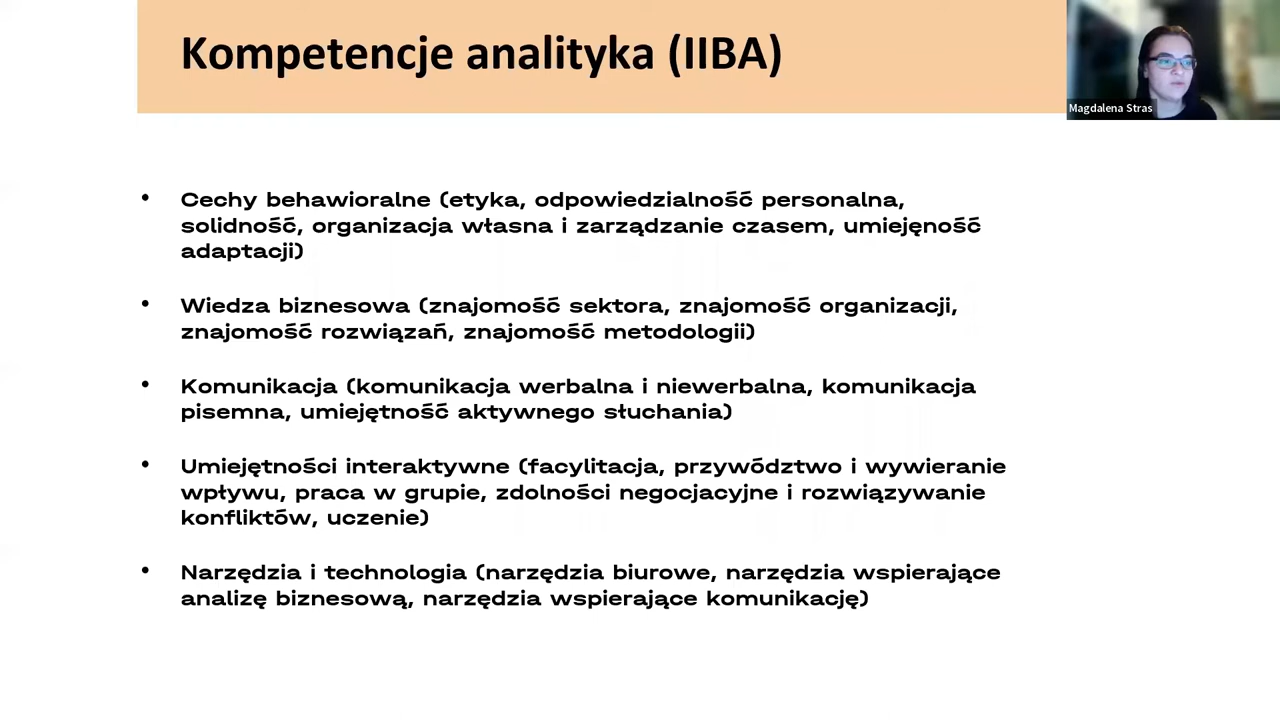 Kompetencje analityka (IIBA)
Magdalena Stras
• Cechy behawioralne (etyka, odpowiedzialność personalna,
solidność, organizacja własna i zarządzanie czasem, umiejęność
adaptacji)
• Wiedza biznesowa (znajomość sektora, znajomość organizacji,
znajomość rozwiązań, znajomość metodologii)
• Komunikacja (komunikacja werbalna i niewerbalna, komunikacja
pisemna, umiejętność aktywnego słuchania)
• Umiejętności interaktywne (facylitacja, przywództwo i wywieranie
wpływu, praca w grupie, zdolności negocjacyjne i rozwiązywanie
konfliktów, uczenie)
• Narzędzia i technologia (narzędzia biurowe, narzędzia wspierające
analizę biznesową, narzędzia wspierające komunikację)